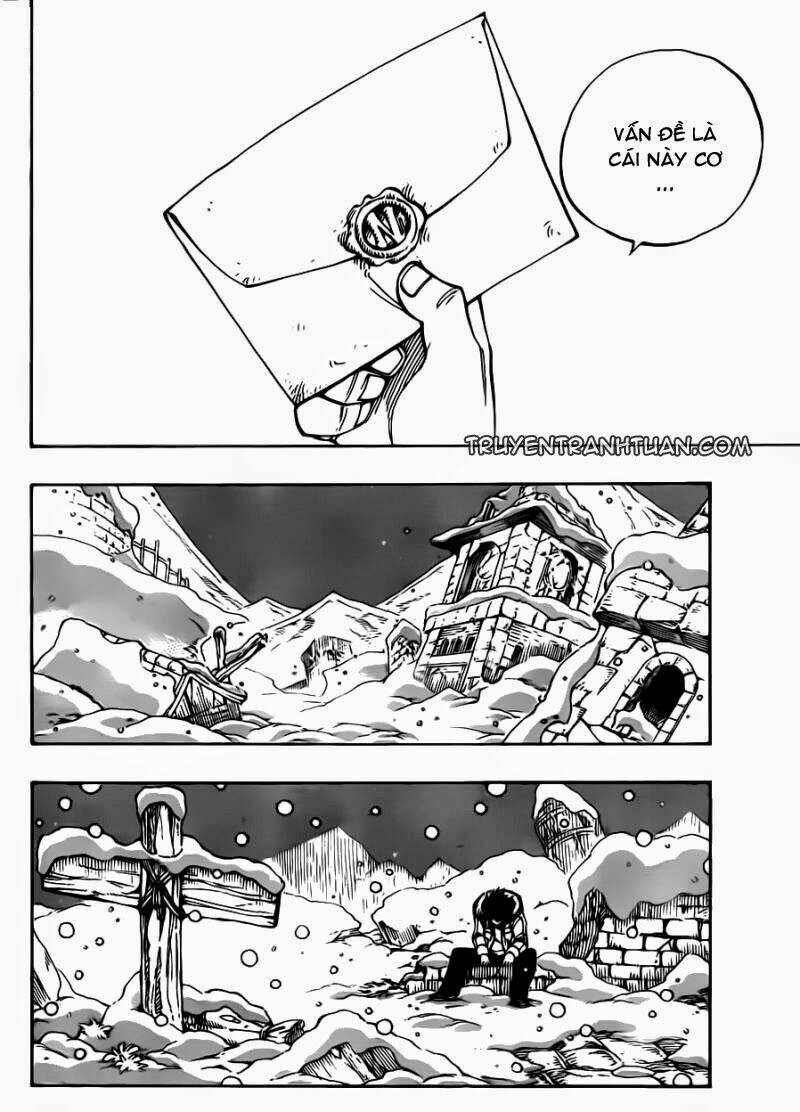 VẤN ĐỀ LÀ
CÁI NÀY CƠ
...
N
TRUYENTRANHTUAN.COM